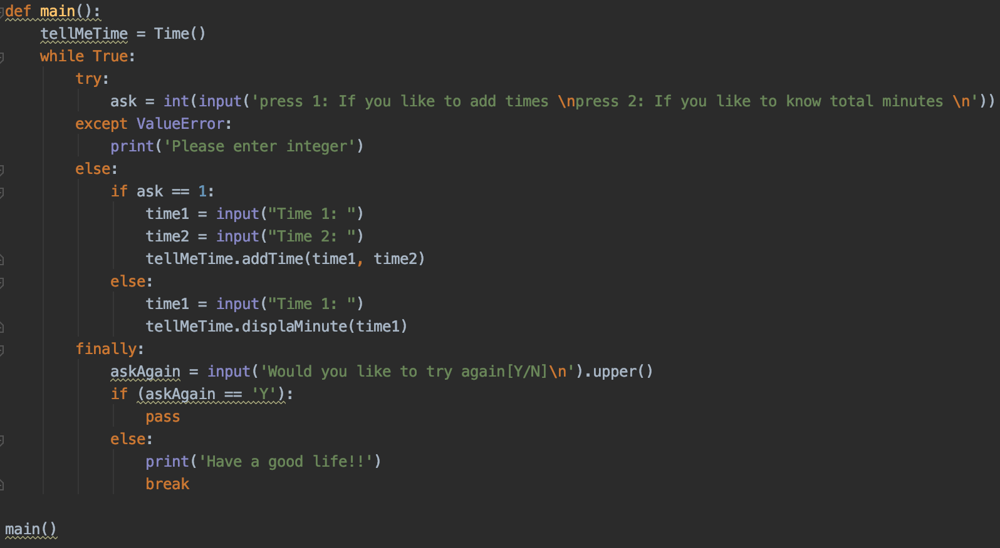 def main():
    tellMeTime = Time()
    while True:
        try:
            ask = int(input('press 1: If you like to add times \npress 2: If you like to know total minutes \n'))
        except ValueError:
            print('Please enter integer')
        else:
            if ask == 1:
                time1 = input("Time 1: ")
                time2 = input("Time 2: ")
                tellMeTime.addTime(time1, time2)
            else:
                time1 = input("Time 1: ")
                tellMeTime.displaMinute(time1)
        finally:
            askAgain = input('Would you like to try again[Y/N]\n').upper()
            if (askAgain == 'Y'):
                pass
            else:
                print('Have a good life!!')
                break

main()